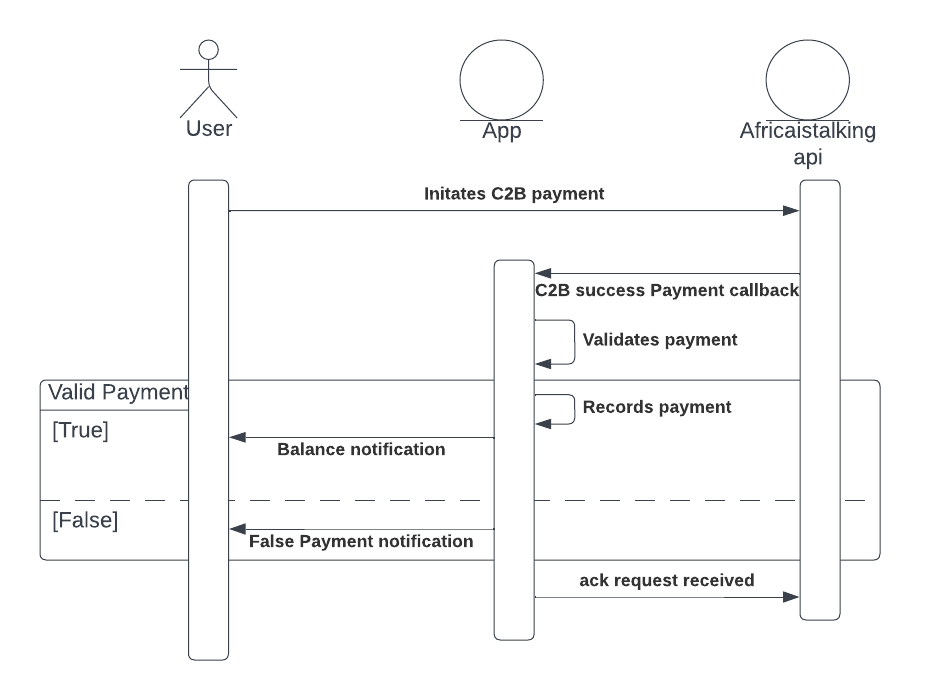 User
App
Africaistalking
api
Initates C2B payment
C2B success Payment callback
Validates payment
Valid Payment
Records payment
[True]
Balance notification
[False]
False Payment notification
ack request received